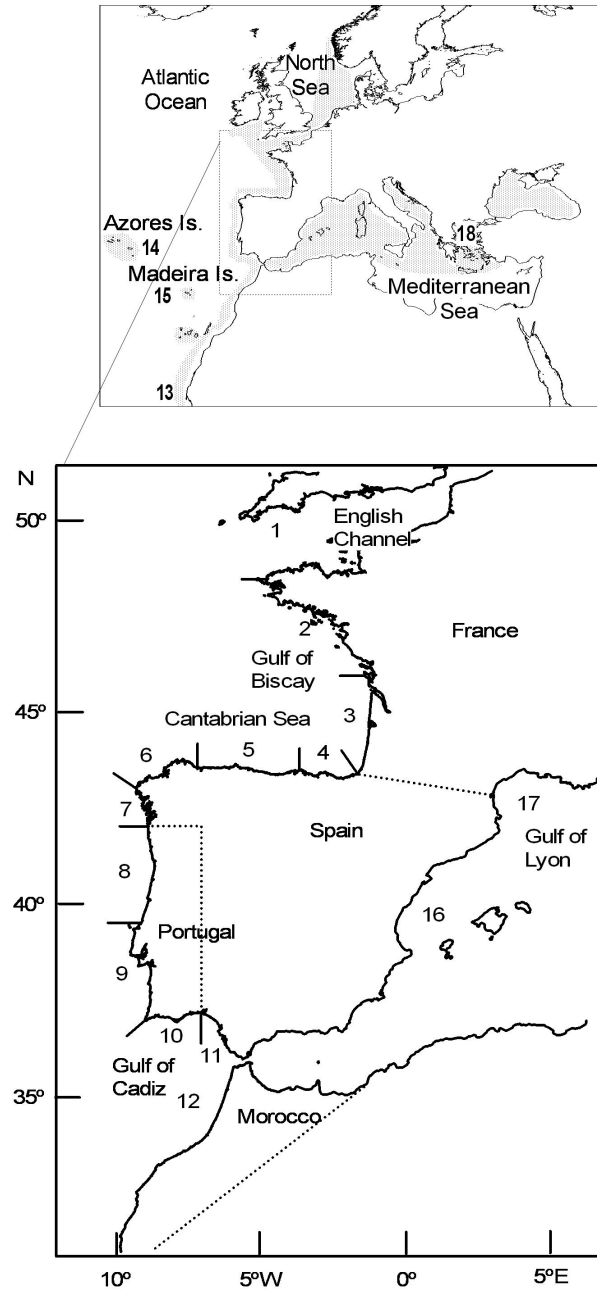 North
Sea
Atlantic
Ocean
Azores Is.
14
18
Madeira Is.
15
Mediterranean
Sea
13
N
50º
1
English
Channel
2
France
Gulf of
Biscay
45º
3
Cantabrian Sea
6
5
4
7
17
Spain
Gulf of
Lyon
8
40º
16
Portugal
9
10
11
Gulf of
Cadiz
12
35º
Morocco
10º
5ºW
0º
5ºE